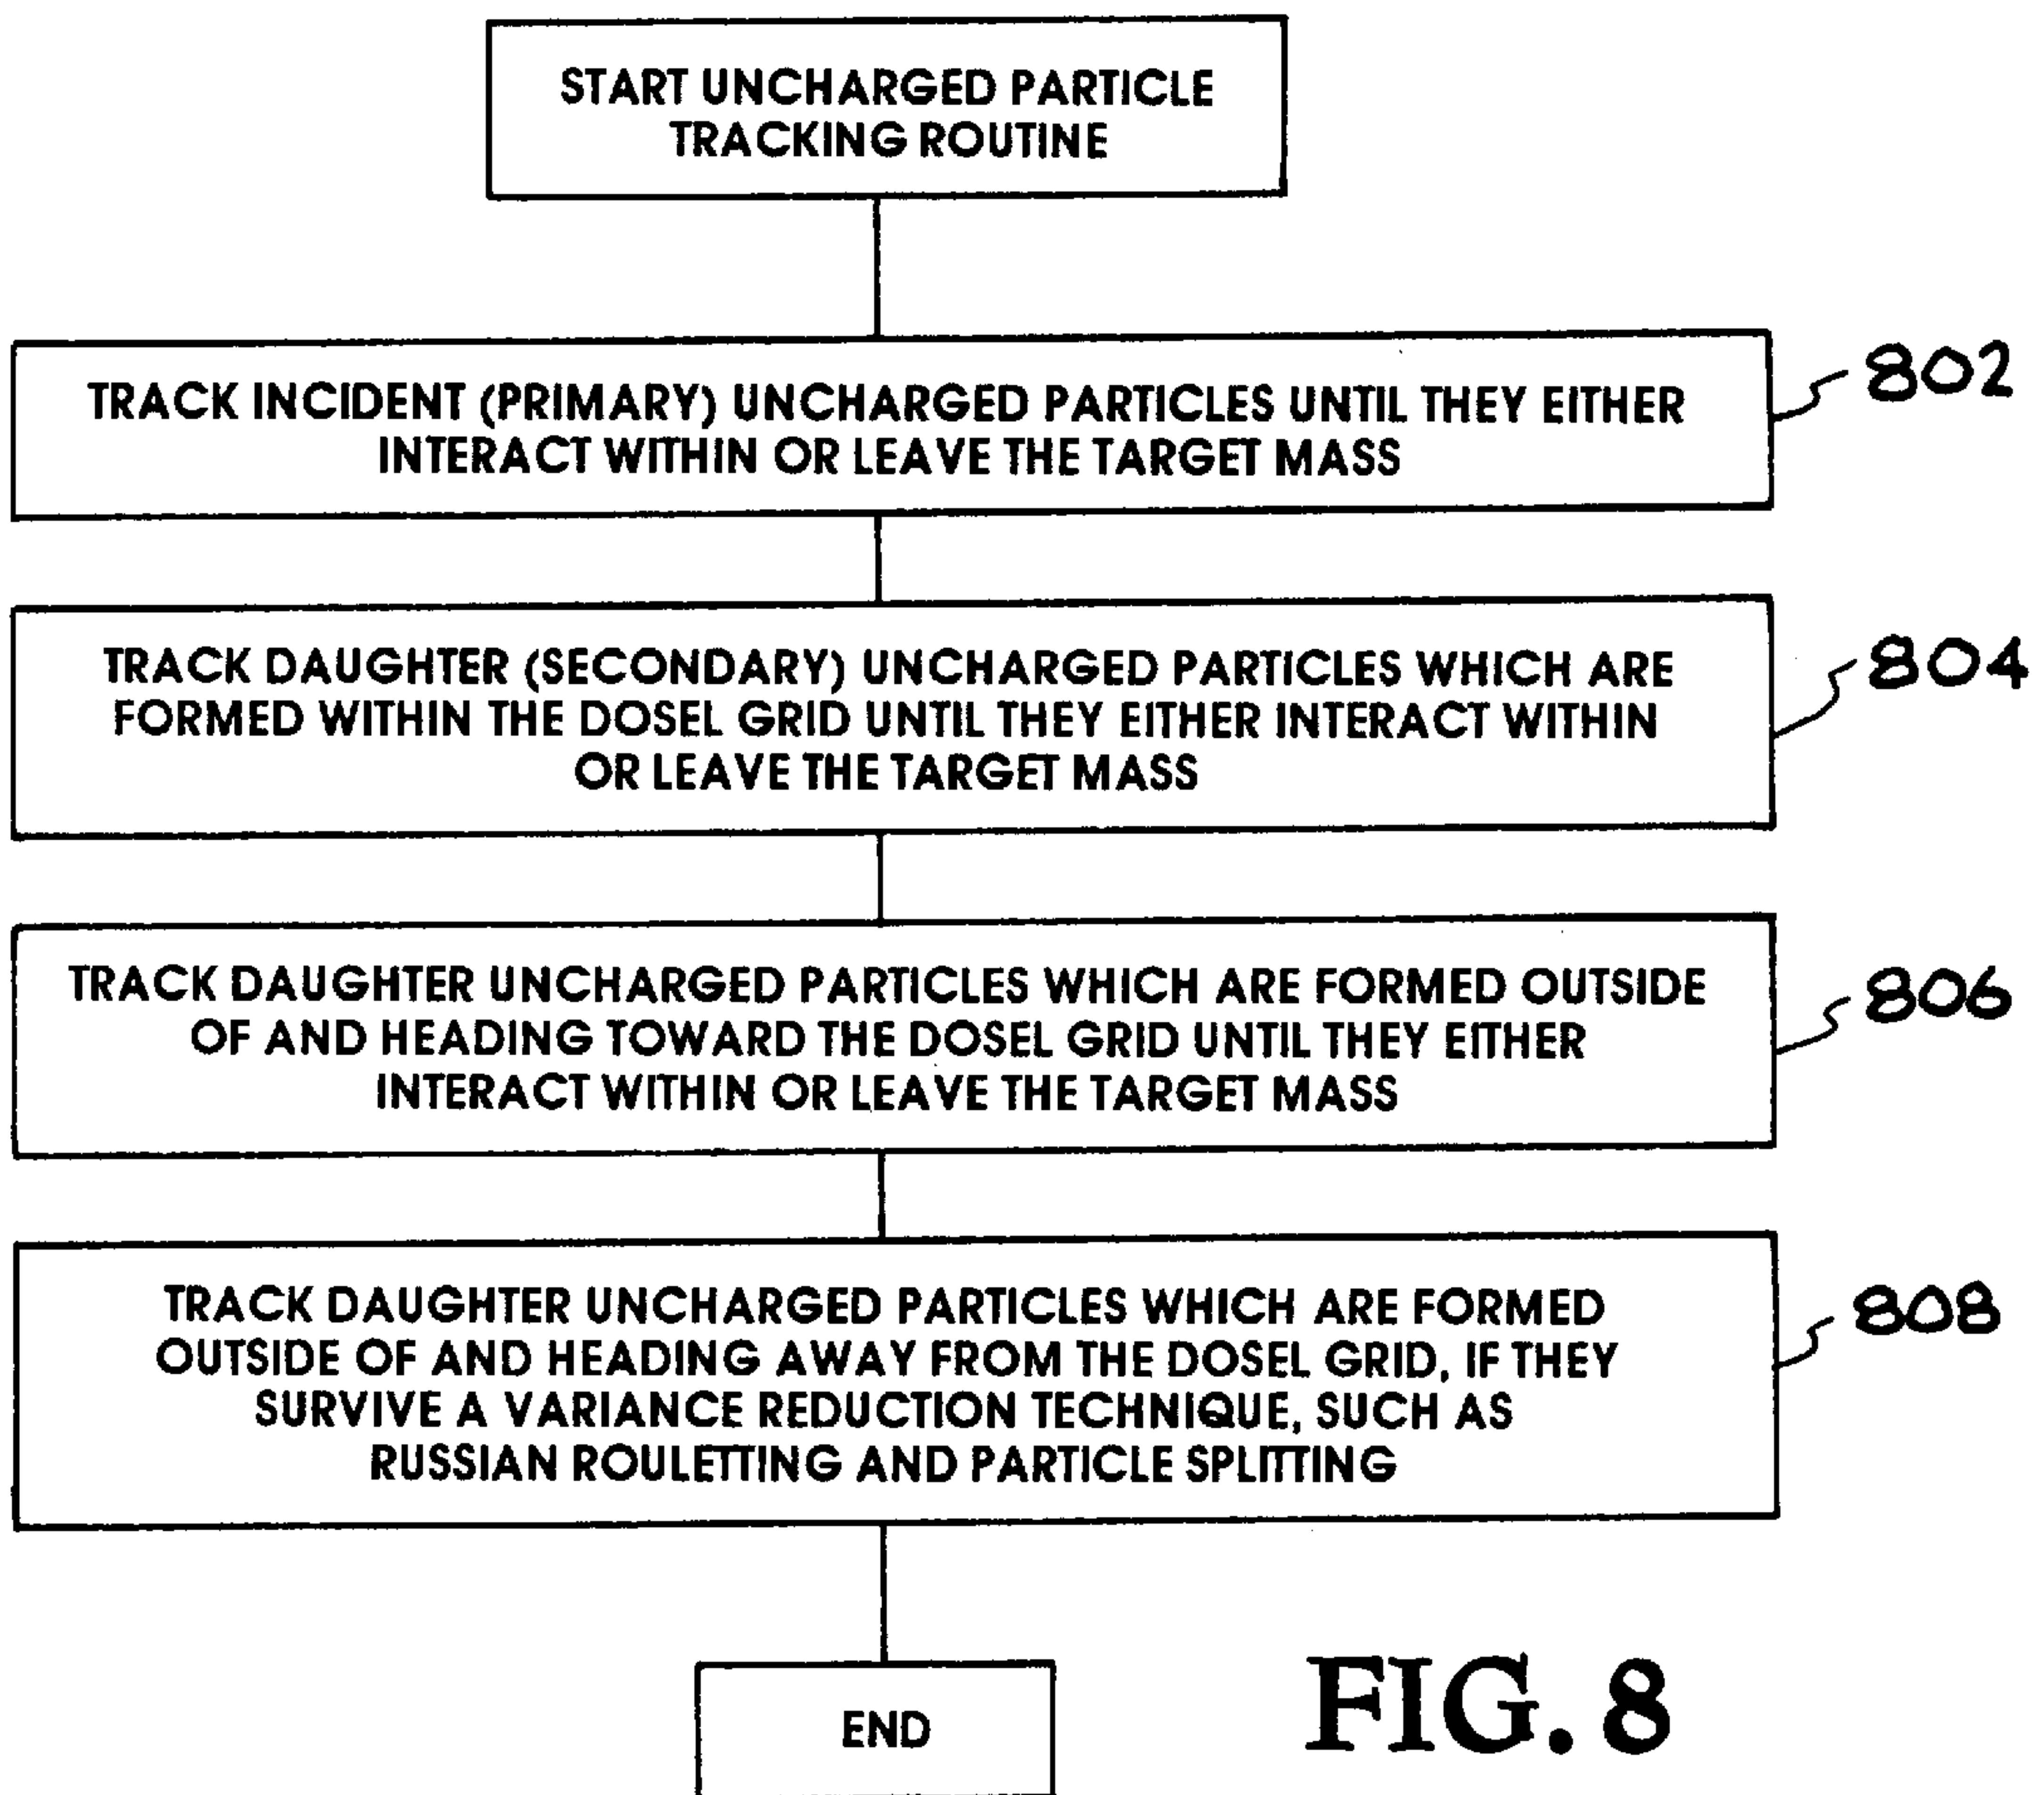 START UNCHARGED PARTICLE
TRACKING ROUTINE
TRACK INCIDENT (PRIMARY) UNCHARGED PARTICLES UNTIL THEY EITHER
INTERACT WITHIN OR LEAVE THE TARGET MASS
802
TRACK DAUGHTER (SECONDARY) UNCHARGED PARTICLES WHICH ARE
FORMED WITHIN THE DOSEL GRID UNTIL THEY EITHER INTERACT WITHIN
OR LEAVE THE TARGET MASS
804
TRACK DAUGHTER UNCHARGED PARTICLES WHICH ARE FORMED OUTSIDE
OF AND HEADING TOWARD THE DOSEL GRID UNTIL THEY EITHER
INTERACT WITHIN OR LEAVE THE TARGET MASS
806
TRACK DAUGHTER UNCHARGED PARTICLES WHICH ARE FORMED
OUTSIDE OF AND HEADING AWAY FROM THE DOSEL GRID, IF THEY
SURVIVE A VARIANCE REDUCTION TECHNIQUE, SUCH AS
RUSSIAN ROULETTING AND PARTICLE SPLITTING
808
END
FIG. 8